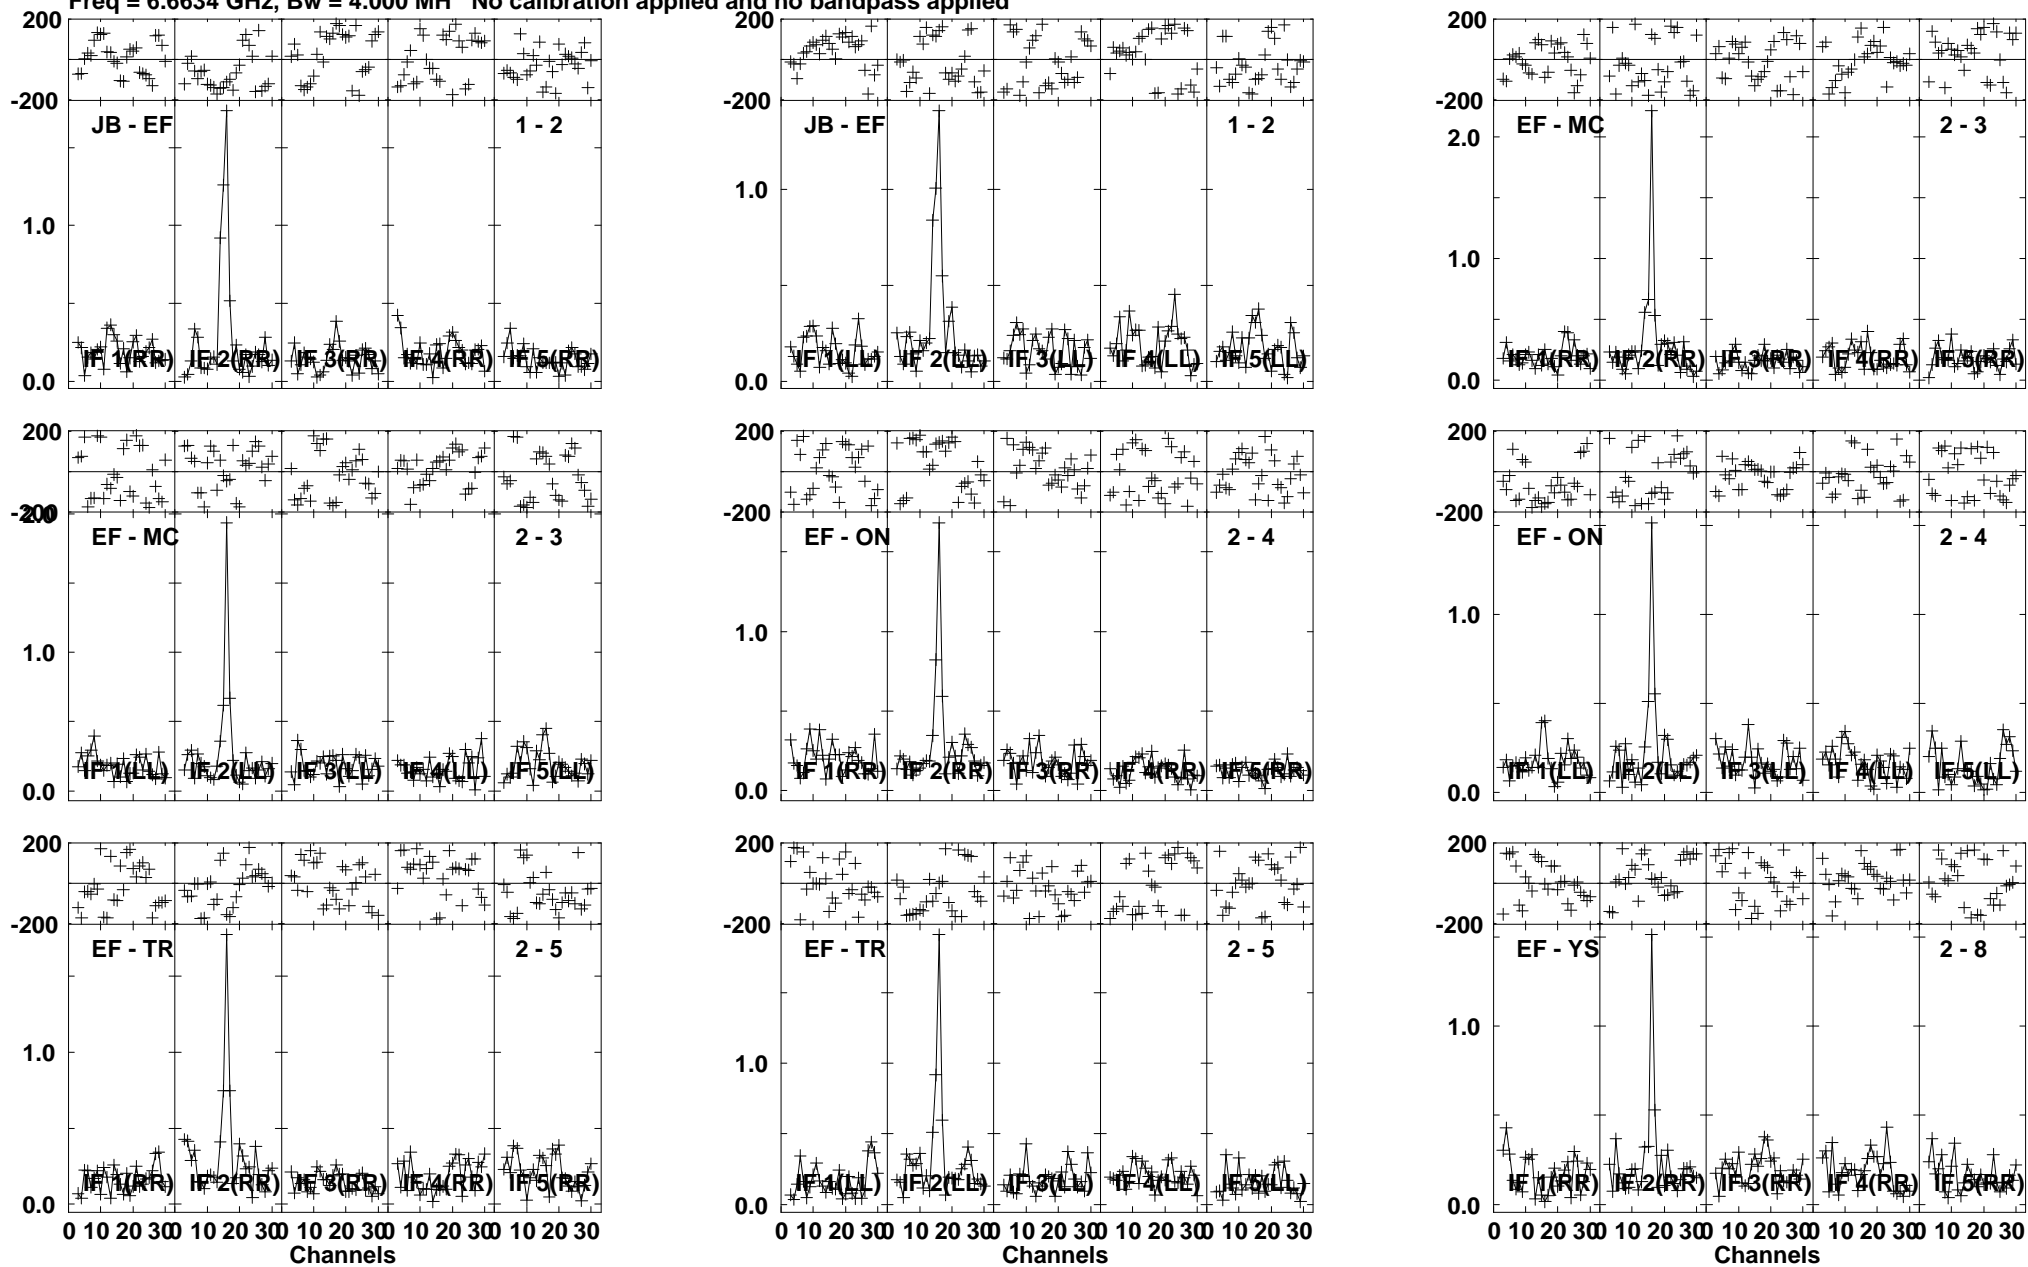 Freq = 6.6634 GHz, Bw = 4.000 MH No calibration applied and no bandpass applied
200 200 200
-200 -200 -200
JB - EF 1 - 2 JB - EF 1 - 2 EF - MC 2 - 3
2.0
1.0 1.0 1.0
IF 1(RR) IF 2(RR) IF 3(RR) IF 4(RR) IF 5(RR) IF 1(LL) IF 2(LL) IF 3(LL) IF 4(LL) IF 5(LL) IF 1(RR) IF 2(RR) IF 3(RR) IF 4(RR) IF 5(RR)
0.0 0.0 0.0
200 200 200
-200 -200 -200
2.0
EF - MC 2 - 3 EF - ON 2 - 4 EF - ON 2 - 4
1.0 1.0 1.0
IF 1(LL) IF 2(LL) IF 3(LL) IF 4(LL) IF 5(LL) IF 1(RR) IF 2(RR) IF 3(RR) IF 4(RR) IF 5(RR) IF 1(LL) IF 2(LL) IF 3(LL) IF 4(LL) IF 5(LL)
0.0 0.0 0.0
200 200 200
-200 -200 -200
EF - TR 2 - 5 EF - TR 2 - 5 EF - YS 2 - 8
1.0 1.0 1.0
IF 1(RR) IF 2(RR) IF 3(RR) IF 4(RR) IF 5(RR) IF 1(LL) IF 2(LL) IF 3(LL) IF 4(LL) IF 5(LL) IF 1(RR) IF 2(RR) IF 3(RR) IF 4(RR) IF 5(RR)
0.0 0.0 0.0
0 10 20 30 0 10 20 30 0 10 20 30 0 10 20 30 0 10 20 30 0 10 20 30 0 10 20 30 0 10 20 30 0 10 20 30 0 10 20 30 0 10 20 30 0 10 20 30 0 10 20 30 0 10 20 30 0 10 20 30
Channels Channels Channels